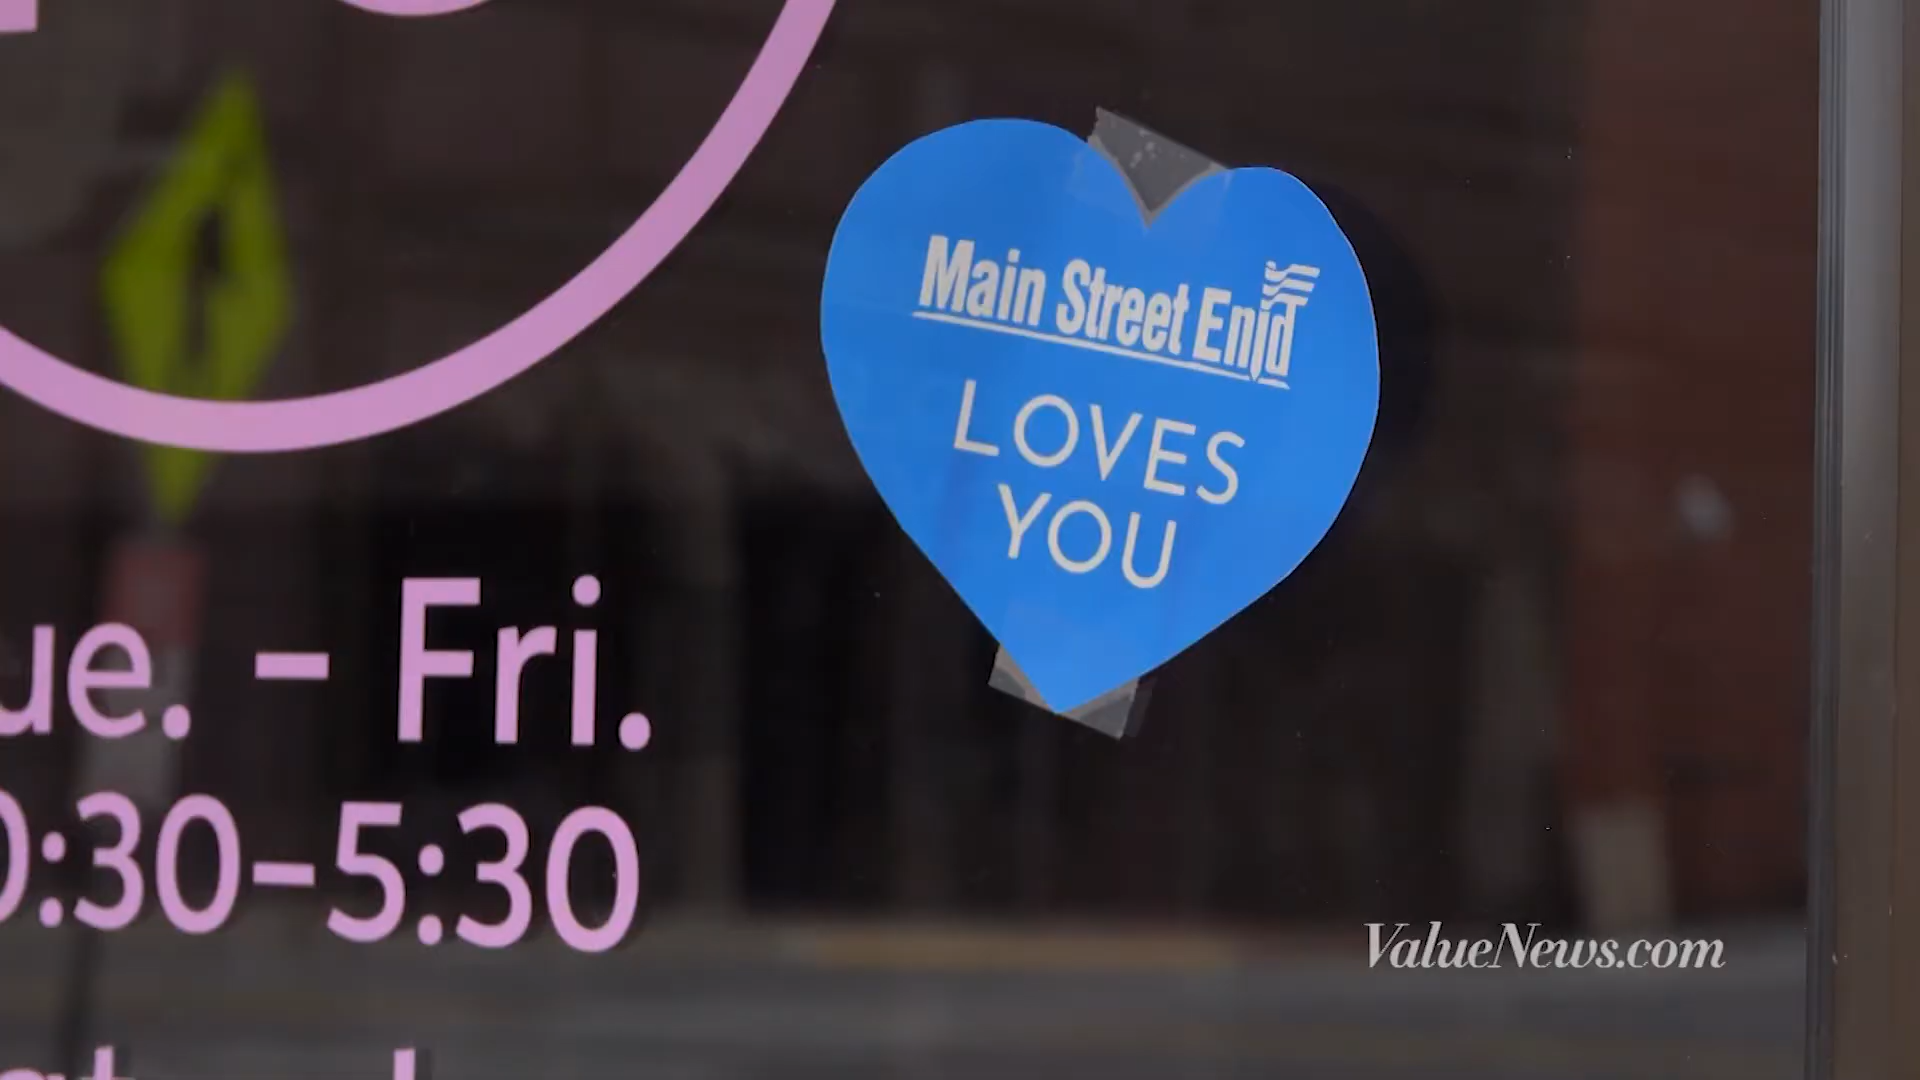 Main Street Enid
LOVES
YOU
ue. – Fri.
0:30–5:30
ValueNews.com